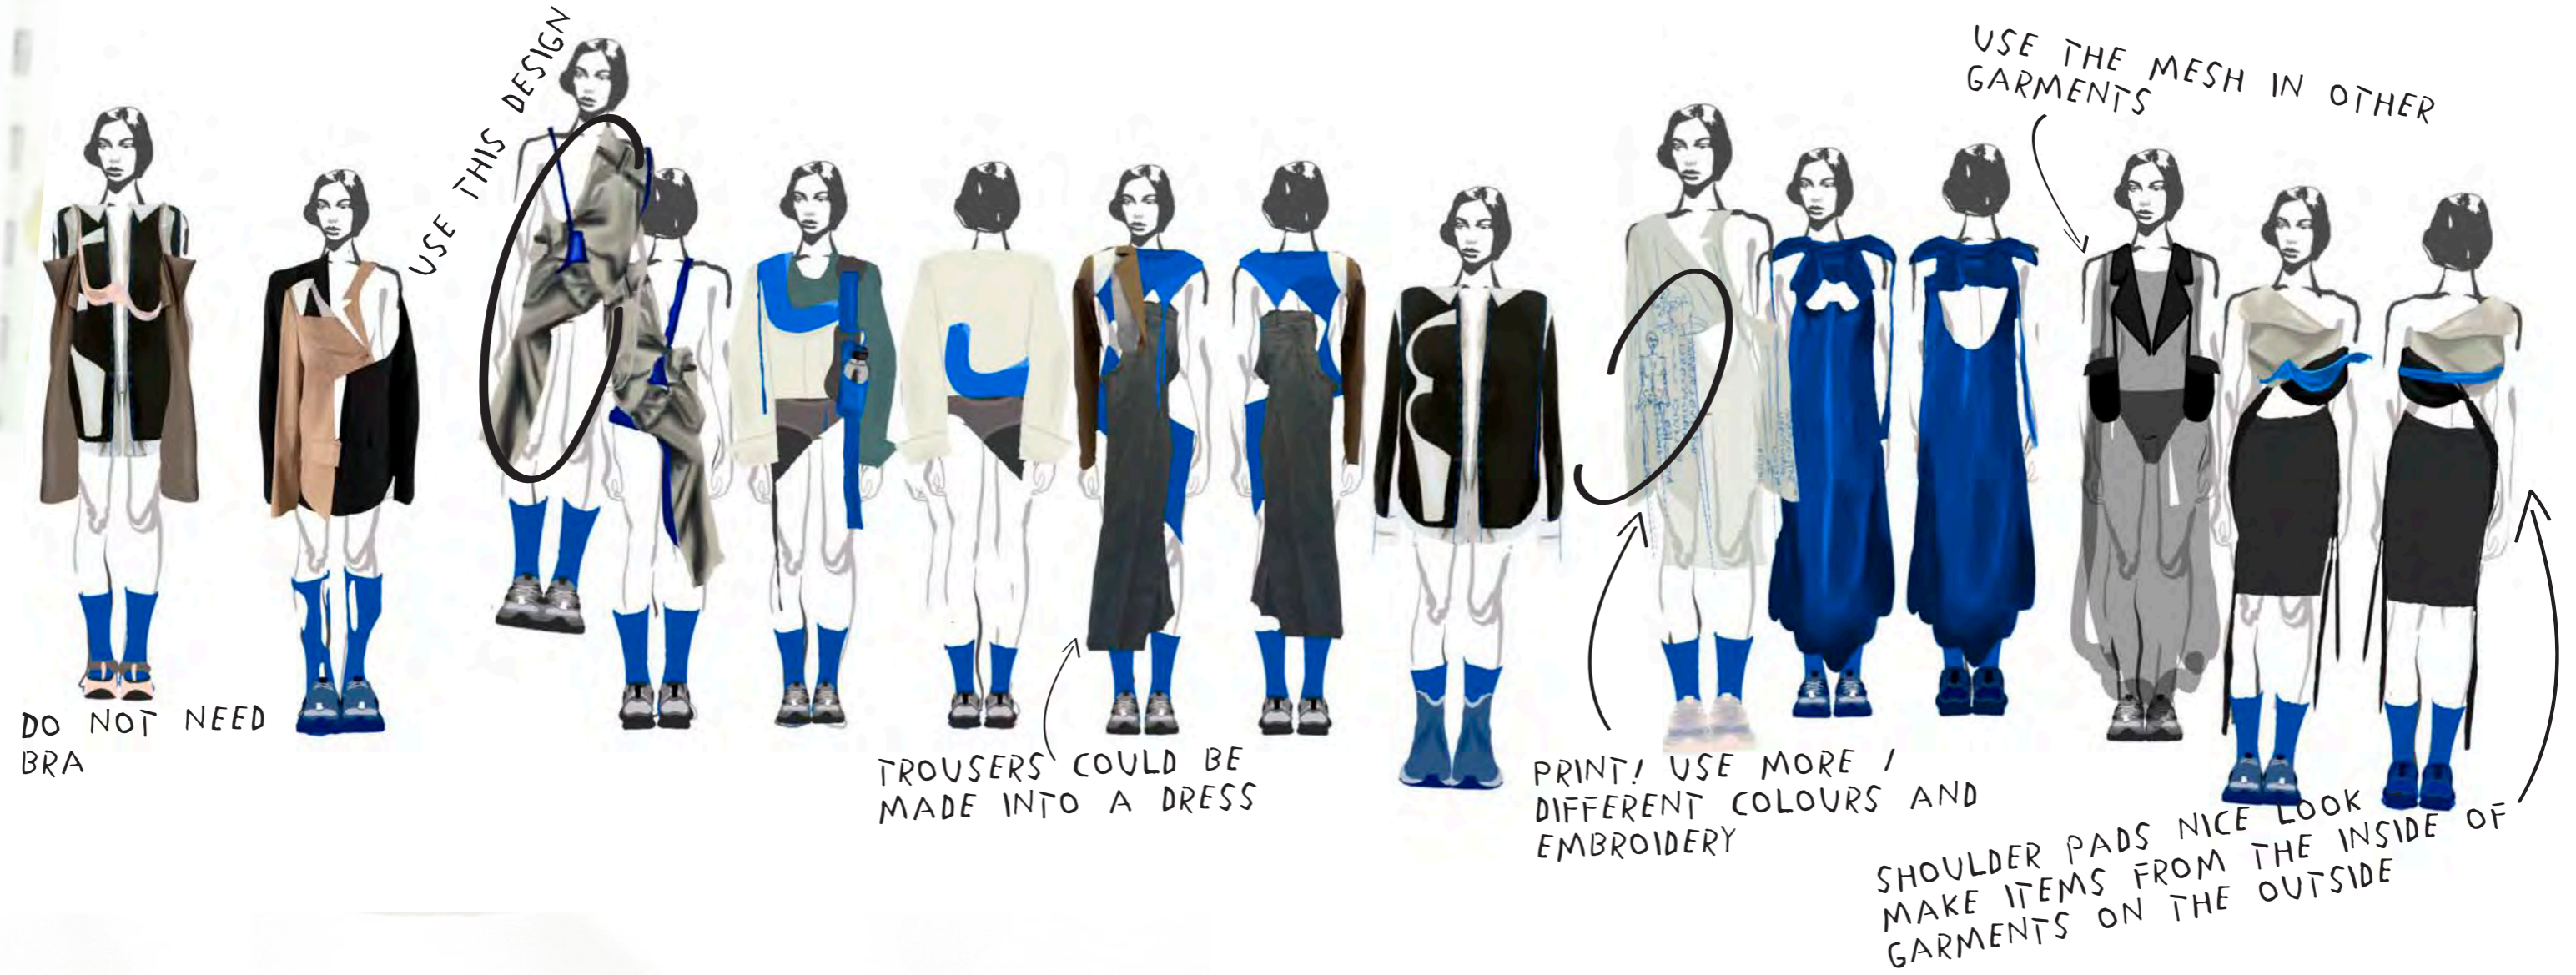 USE THIS DESIGN
USE THE MESH IN OTHER
GARMENTS
DO NOT NEED
BRA
TROUSERS COULD BE
MADE INTO A DRESS
PRINT! USE MORE /
DIFFERENT COLOURS AND
EMBROIDERY
SHOULDER PADS NICE LOOK
MAKE ITEMS FROM THE INSIDE OF
GARMENTS ON THE OUTSIDE